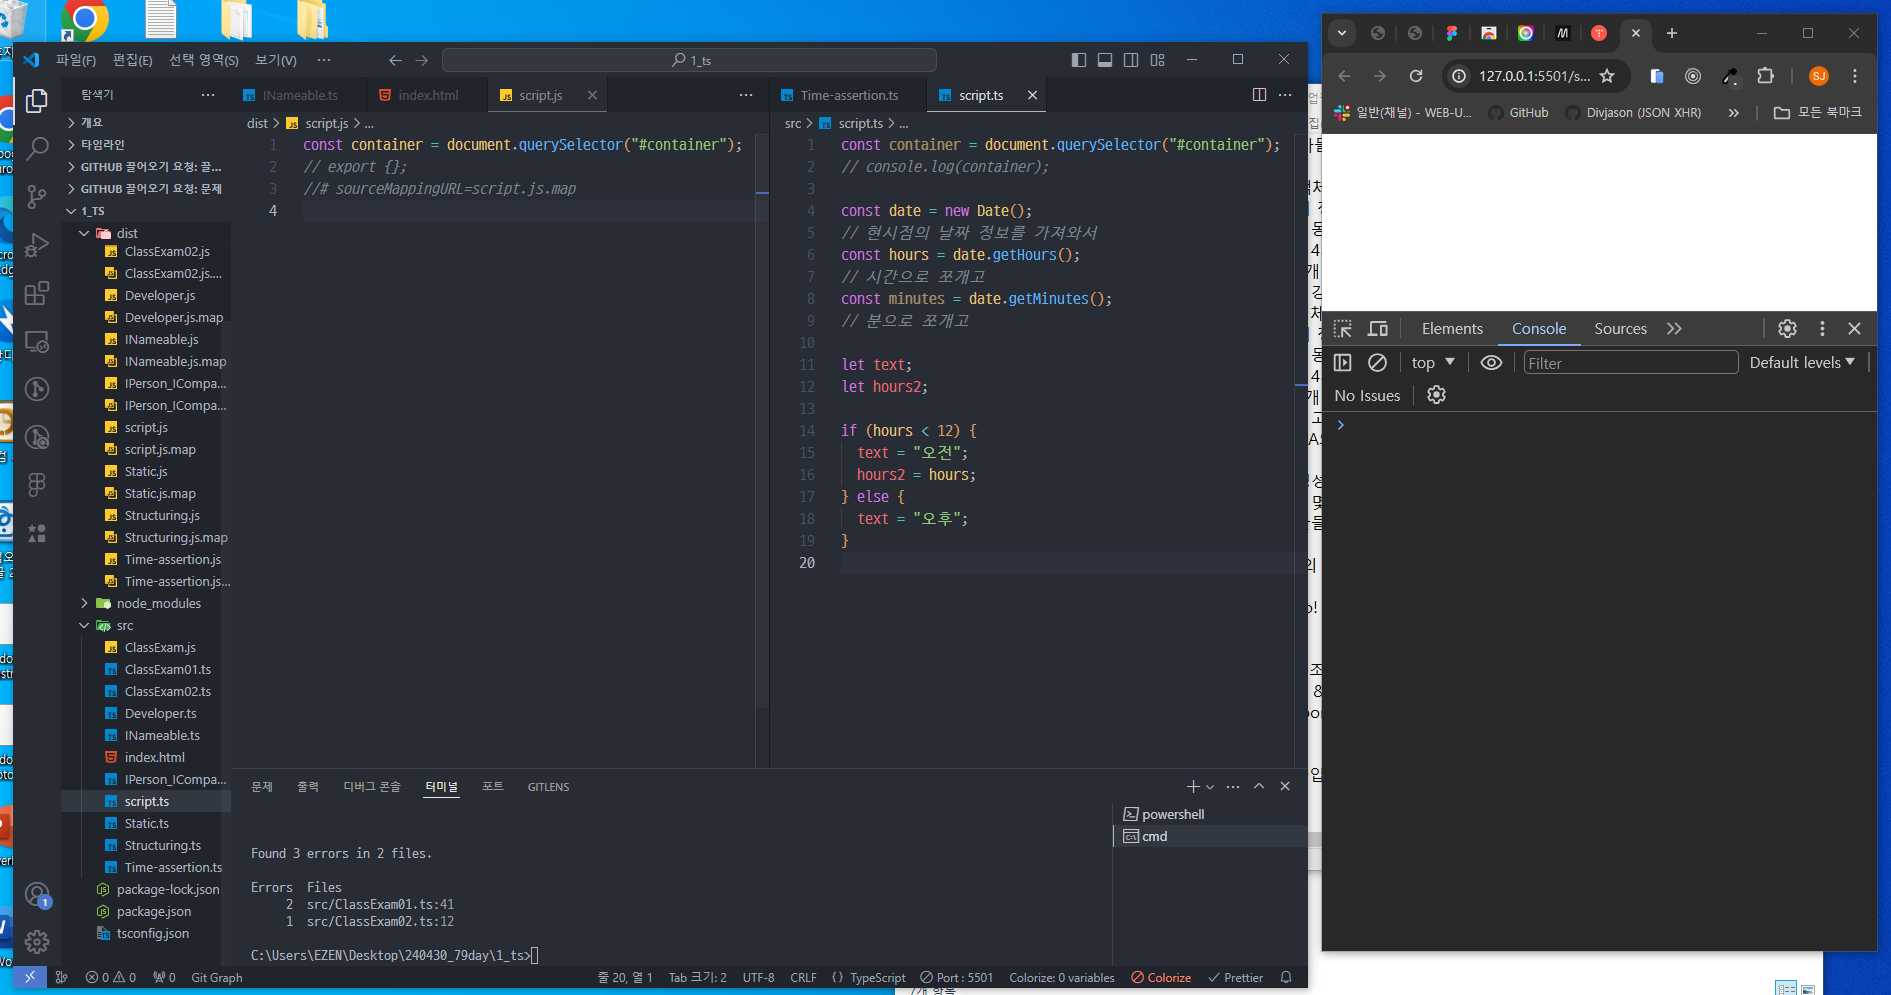 파일(F) 편집(E) 선택 영역(S) 보기(V) ··· 1_ts
탐색기
개요
타임라인
GITHUB 끌어오기 요청: 끌...
GITHUB 끌어오기 요청: 문제
1_TS
dist
ClassExam02.js
ClassExam02.js....
Developer.js
Developer.js.map
INameable.js
INameable.js.map
IPerson_ICompa...
IPerson_ICompa...
script.js
script.js.map
Static.js
Static.js.map
Structuring.js
Structuring.js.map
Time-assertion.js
Time-assertion.js...
node_modules
src
ClassExam.js
ClassExam01.ts
ClassExam02.ts
Developer.ts
INameable.ts
index.html
IPerson_ICompa...
script.ts
Static.ts
Structuring.ts
Time-assertion.ts
package-lock.json
package.json
tsconfig.json
INameable.ts index.html script.js
dist > script.js > ...
1 const container = document.querySelector("#container");
2 // export {};
3 //# sourceMappingURL=script.js.map
4
Time-assertion.ts script.ts
src > script.ts > ...
1 const container = document.querySelector("#container");
2 // console.log(container);
3
4 const date = new Date();
5 // 현시점의 날짜 정보를 가져와서
6 const hours = date.getHours();
7 // 시간으로 쪼개고
8 const minutes = date.getMinutes();
9 // 분으로 쪼개고
10
11 let text;
12 let hours2;
13
14 if (hours < 12) {
15 text = "오전";
16 hours2 = hours;
17 } else {
18 text = "오후";
19 }
20
문제 출력 디버그 콘솔 터미널 포트 GITLENS
powershell
cmd
Found 3 errors in 2 files.
Errors Files
2 src/ClassExam01.ts:41
1 src/ClassExam02.ts:12
C:\Users\EZEN\Desktop\240430_79day\1_ts>
0 0 0 Git Graph 줄 20, 열 1 Tab 크기: 2 UTF-8 CRLF {} TypeScript Port : 5501 Colorize: 0 variables Colorize Prettier
127.0.0.1:5501/s... SJ
일반(채널) - WEB-U... GitHub Divjason (JSON XHR) » 모든 북마크
Elements Console Sources
top Filter Default levels
No Issues
7개 항목